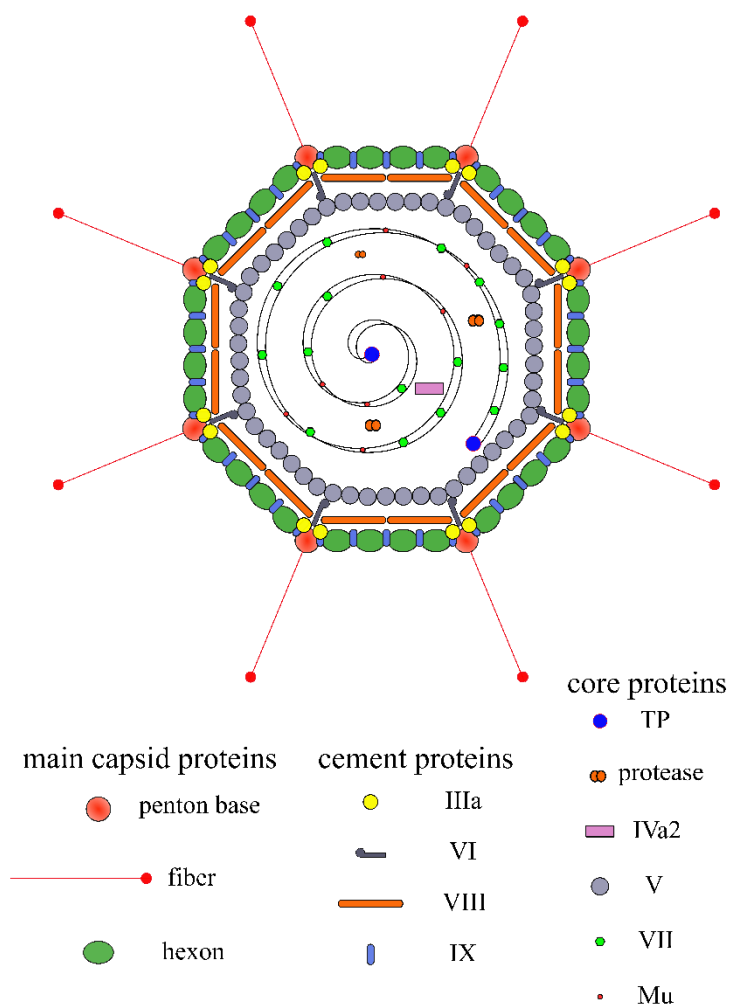 core proteins
TP
main capsid proteins
cement proteins
protease
penton base
IIIa
IVa2
VI
fiber
V
VIII
hexon
IX
VII
Mu